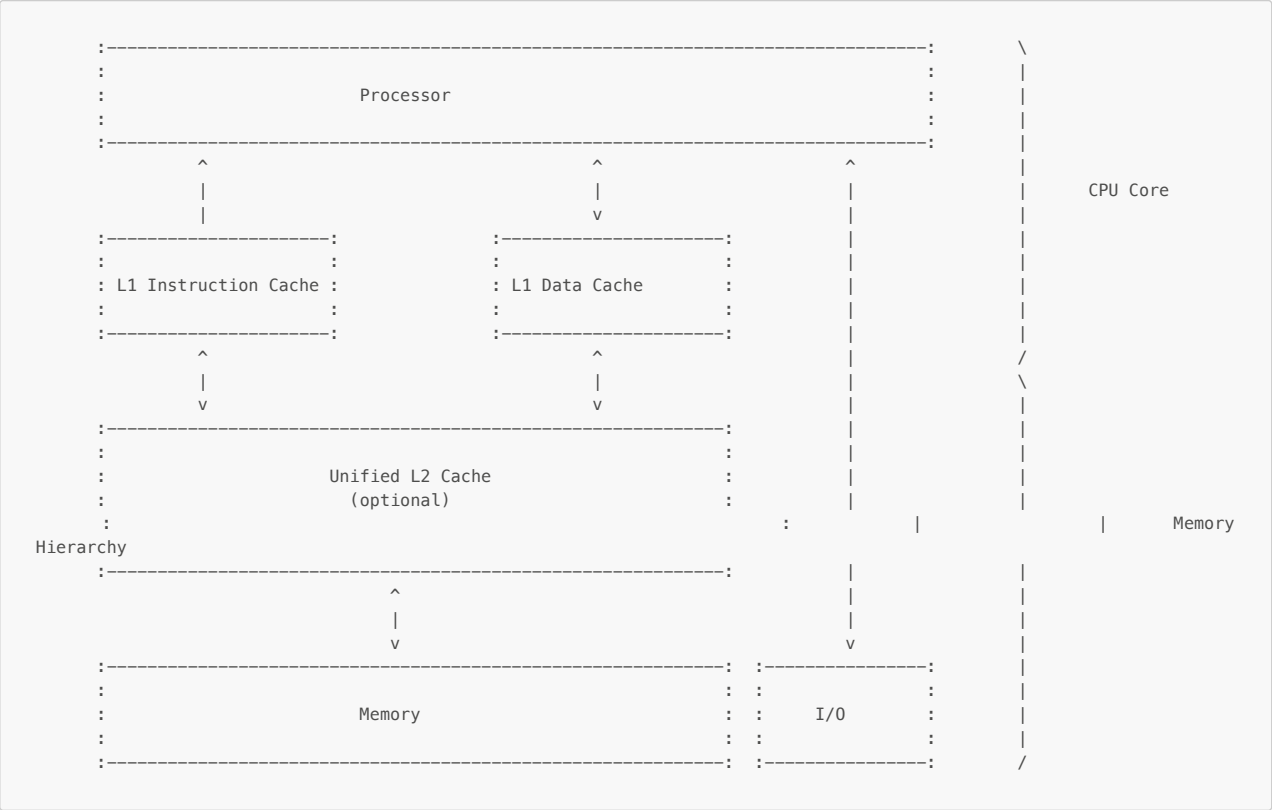 Processor
CPU Core
L1 Instruction Cache L1 Data Cache
Unified L2 Cache
(optional)
Memory
Hierarchy
Memory I/O